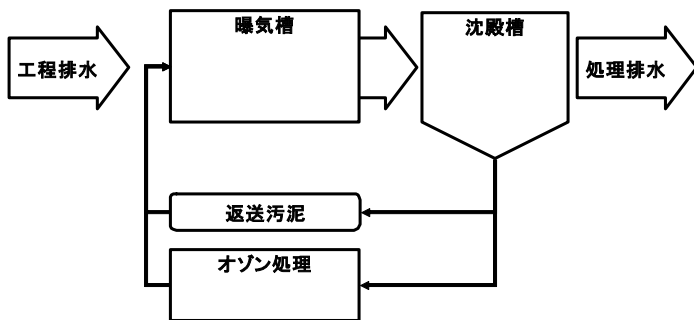 工程排水
曝気槽
沈殿槽
処理排水
返送汚泥
オゾン処理